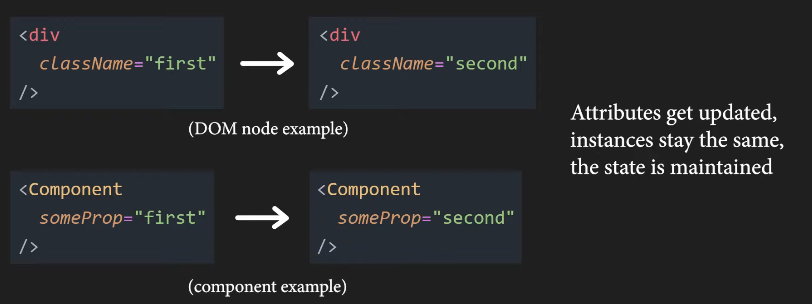 <div
className="first"
/>
<div
className="second"
/>
(DOM node example)
<Component
someProp="first"
/>
<Component
someProp="second"
/>
(component example)
Attributes get updated,
instances stay the same,
the state is maintained